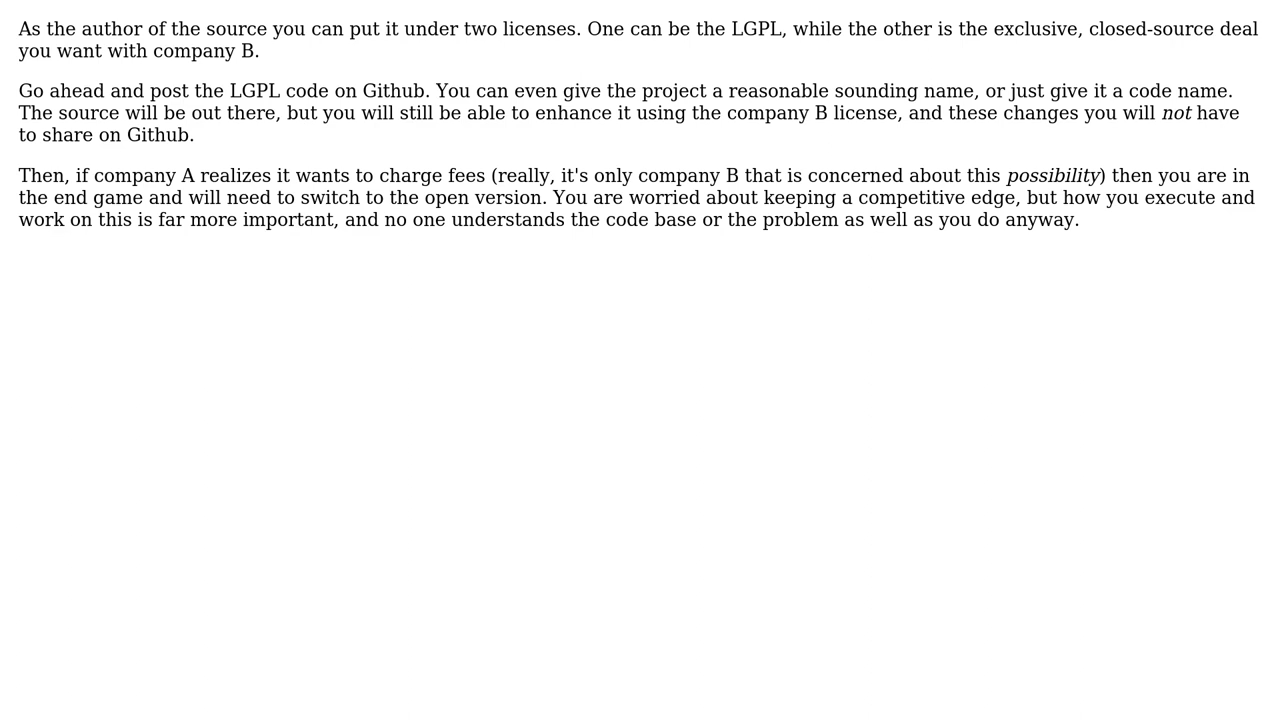 As the author of the source you can put it under two licenses. One can be the LGPL, while the other is the exclusive, closed-source deal
you want with company B.
Go ahead and post the LGPL code on Github. You can even give the project a reasonable sounding name, or just give it a code name.
The source will be out there, but you will still be able to enhance it using the company B license, and these changes you will not have
to share on Github.
Then, if company A realizes it wants to charge fees (really, it's only company B that is concerned about this possibility) then you are in
the end game and will need to switch to the open version. You are worried about keeping a competitive edge, but how you execute and
work on this is far more important, and no one understands the code base or the problem as well as you do anyway.